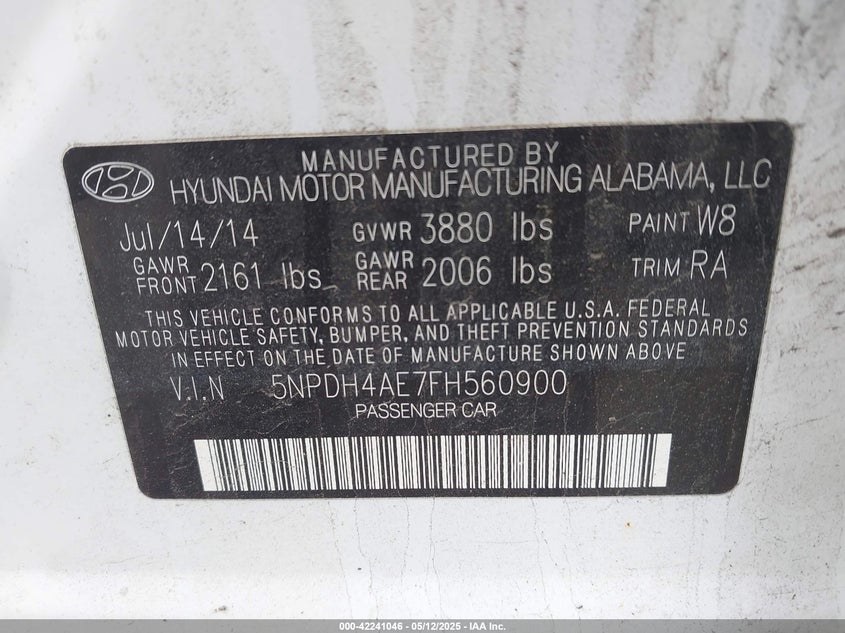 MANUFACTURED BY
HYUNDAI MOTOR MANUFACTURING ALABAMA, LLC
Jul/14/14 GVWR 3880 lbs PAINT W8
GAWR FRONT 2161 lbs GAWR REAR 2006 lbs TRIM RA
THIS VEHICLE CONFORMS TO ALL APPLICABLE U.S.A. FEDERAL
MOTOR VEHICLE SAFETY, BUMPER, AND THEFT PREVENTION STANDARDS
IN EFFECT ON THE DATE OF MANUFACTURE SHOWN ABOVE
V.I.N 5NPDH4AE7FH560900
PASSENGER CAR
000-42241046 - 05/12/2025 - IAA Inc.